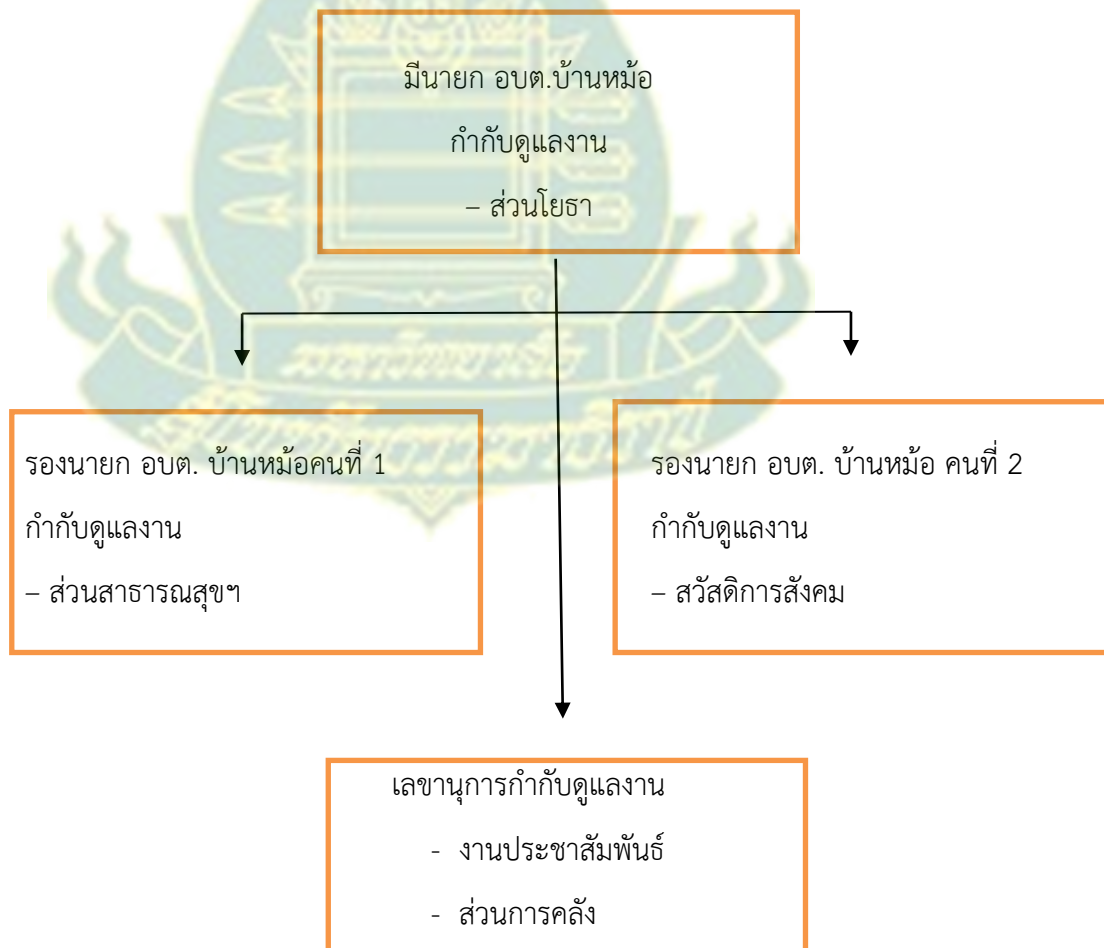 มีนายก อบต.บ้านหม้อ
กำกับดูแลงาน
– ส่วนโยธา
รองนายก อบต. บ้านหม้อคนที่ 1
กำกับดูแลงาน
– ส่วนสาธารณสุขฯ
รองนายก อบต. บ้านหม้อ คนที่ 2
กำกับดูแลงาน
– สวัสดิการสังคม
เลขานุการกำกับดูแลงาน
- งานประชาสัมพันธ์
- ส่วนการคลัง